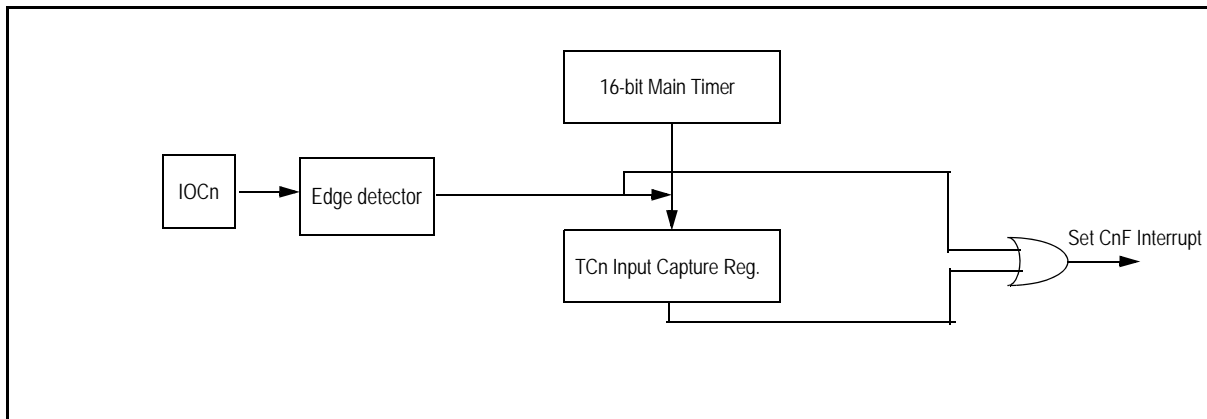 16-bit Main Timer
IOCn
Edge detector
TCn Input Capture Reg.
Set CnF Interrupt